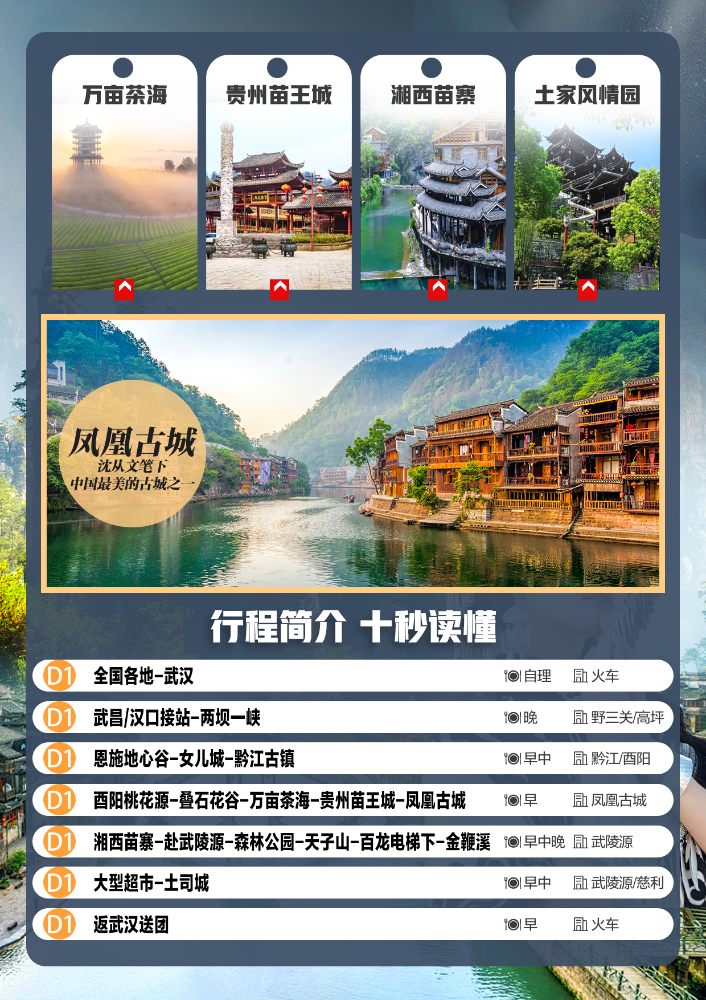 万亩茶海
贵州苗王城
湘西苗寨
土家风情园
凤凰古城
沈从文笔下
中国最美的古城之一
行程简介 十秒读懂
D1 全国各地-武汉 自理 火车
D1 武昌/汉口接站-两坝一峡 晚 野三关/高坪
D1 恩施地心谷-女儿城-黔江古镇 早中 黔江/酉阳
D1 酉阳桃花源-叠石花谷-万亩茶海-贵州苗王城-凤凰古城 早 凤凰古城
D1 湘西苗寨-赴武陵源-森林公园-天子山-百龙电梯下-金鞭溪 早中晚 武陵源
D1 大型超市-土司城 早中 武陵源/慈利
D1 返武汉送团 早 火车